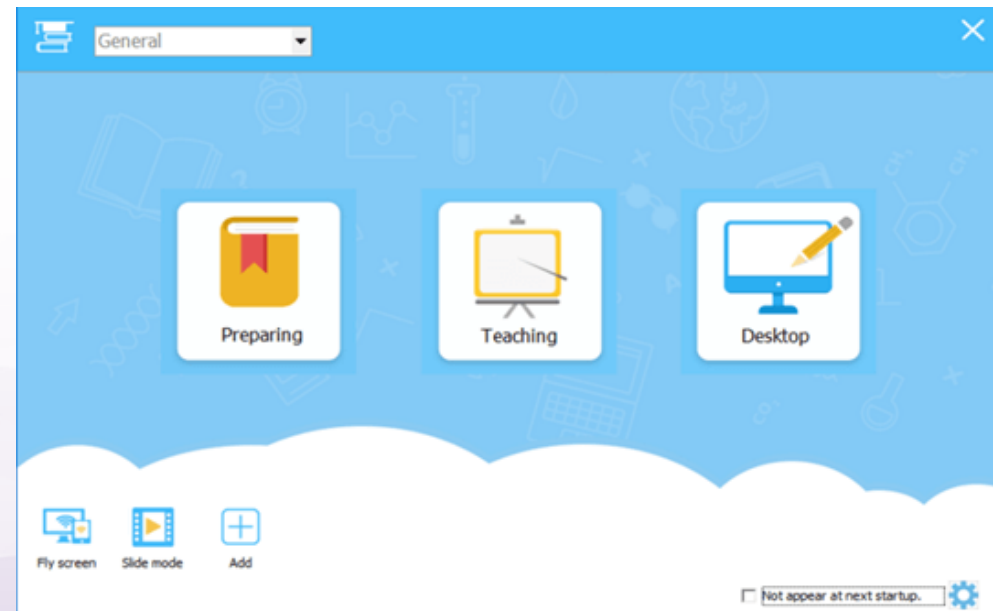 General
Preparing
Teaching
Desktop
Fly screen
Slide mode
Add
Not appear at next startup.